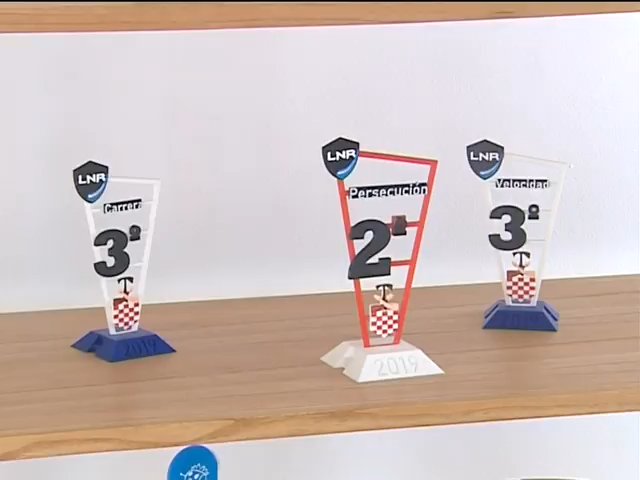 LNR
Carrera
3º
2019
LNR
Persecución
2º
2019
LNR
Velocidad
3º